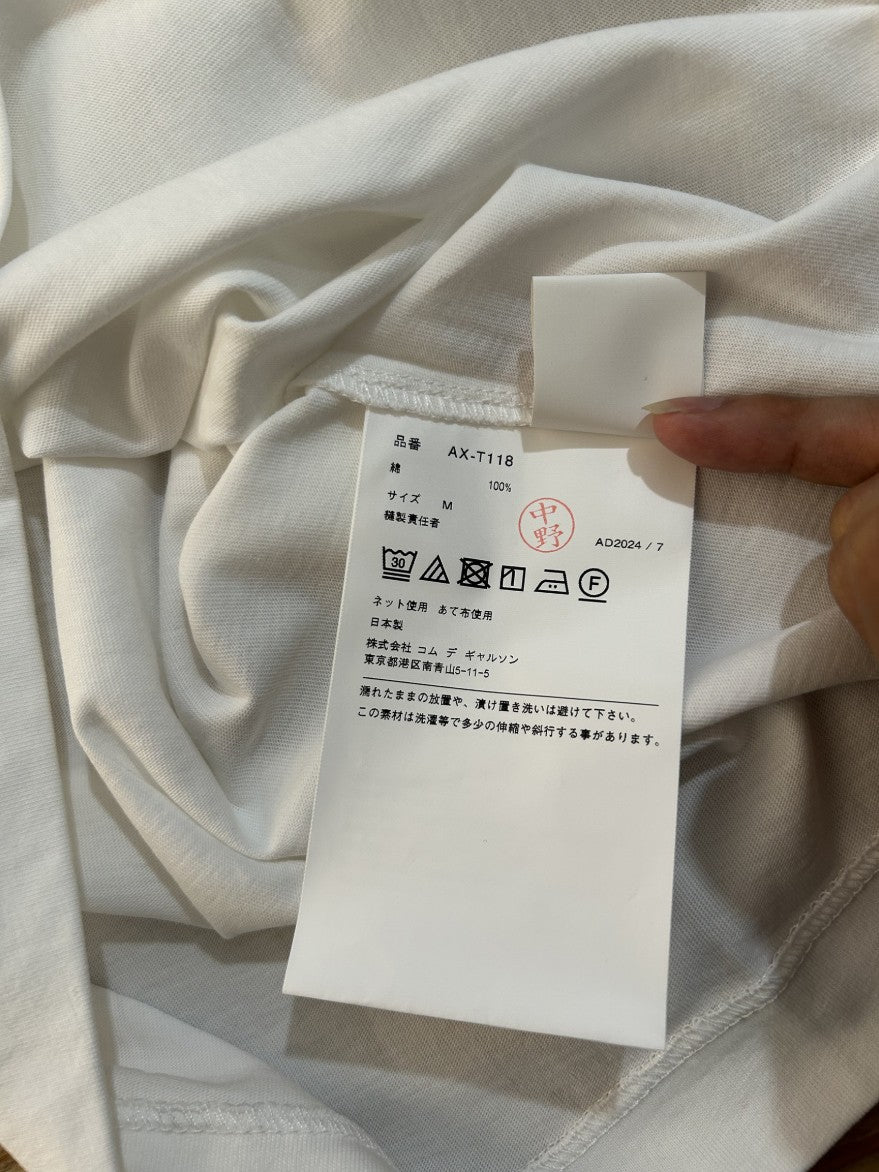 品番 AX-T118
綿 100%
サイズ M
縫製責任者 中野 AD2024 / 7
30 F
ネット使用 あて布使用
日本製
株式会社 コム デ ギャルソン
東京都港区南青山5-11-5
濡れたままの放置や、漬け置き洗いは避けて下さい。
この素材は洗濯等で多少の伸縮や斜行する事があります。